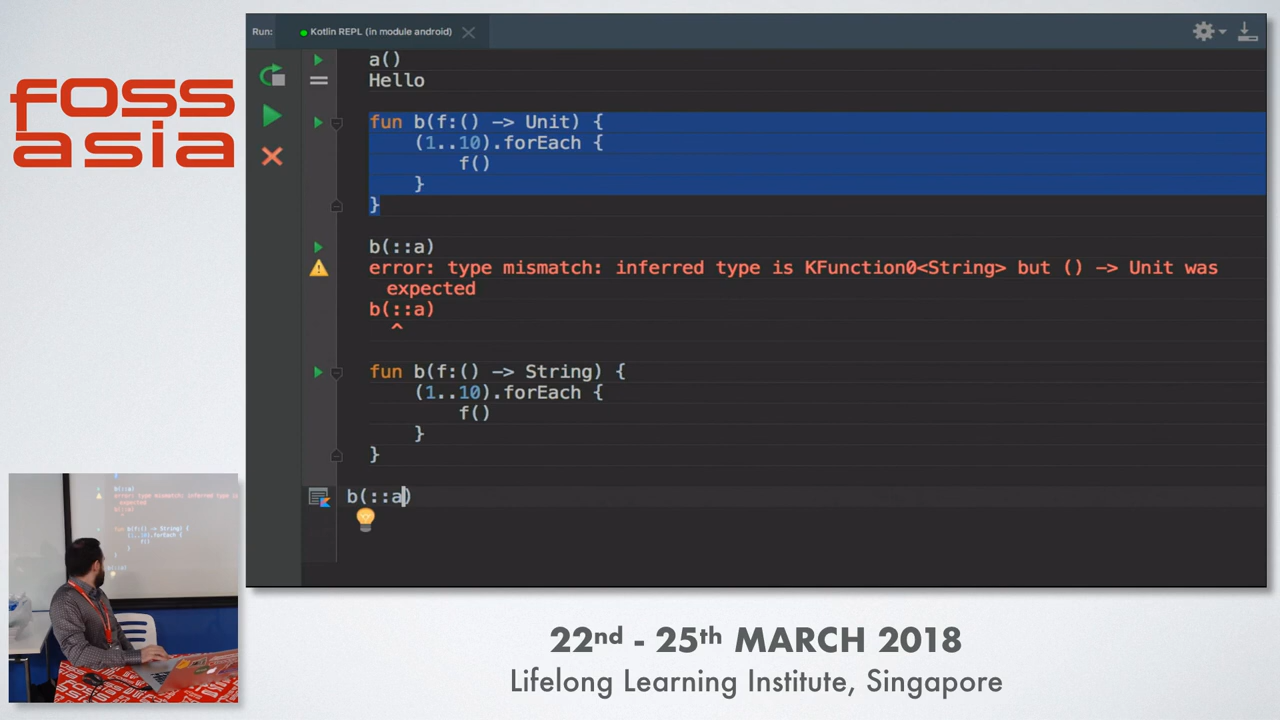 foss
asia
Run: Kotlin REPL (in module android)
a()
Hello
fun b(f:() -> Unit) {
(1..10).forEach {
f()
}
}
b(::a)
error: type mismatch: inferred type is KFunction0<String> but () -> Unit was
expected
b(::a)
^
fun b(f:() -> String) {
(1..10).forEach {
f()
}
}
b(::a)
22nd - 25th MARCH 2018
Lifelong Learning Institute, Singapore